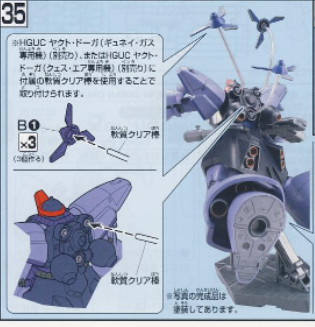 35
※HGUC ヤクト・ドーガ(ギュネイ・ガス
専用機)(別売り)、またはHGUC ヤクト・
ドーガ(クェス・エア専用機)(別売り)に
付属の軟質クリア棒を使用することで
取り付けられます。
B①
×3
(3個作る)
軟質クリア棒
軟質クリア棒
※写真の完成品は
塗装してあります。